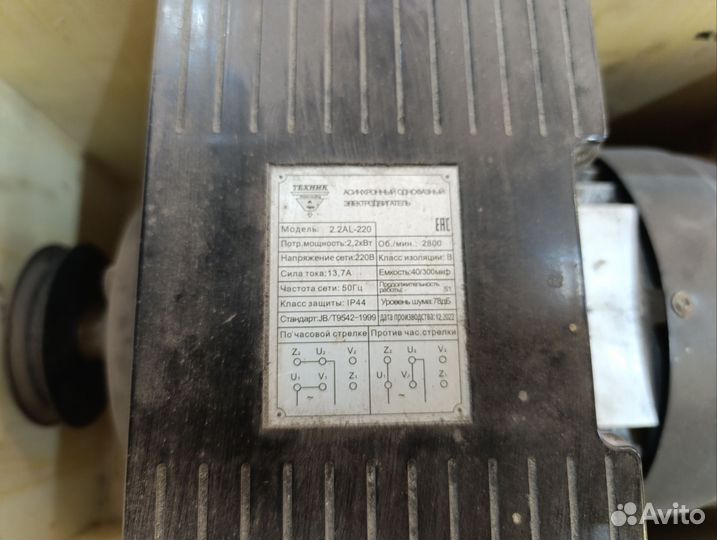 ТЕХНИК
АСИНХРОННЫЙ ОДНОФАЗНЫЙ
ЭЛЕКТРОДВИГАТЕЛЬ
EAC
Модель: 2.2AL-220
Потр.мощность:2,2кВт Об./мин.: 2800
Напряжение сети:220В Класс изоляции: B
Сила тока:13,7А Емкость:40/300мкф
Частота сети: 50Гц Продолжительность работы: S1
Класс защиты: IP44 Уровень шума:78дБ
Стандарт:JB/T9542-1999 дата производства:12.2022
По часовой стрелке Против час.стрелки
Z2 U2 V2 Z2 U2 V2
U1 V1 Z1 U1 V1 Z1
~ ~
Avito